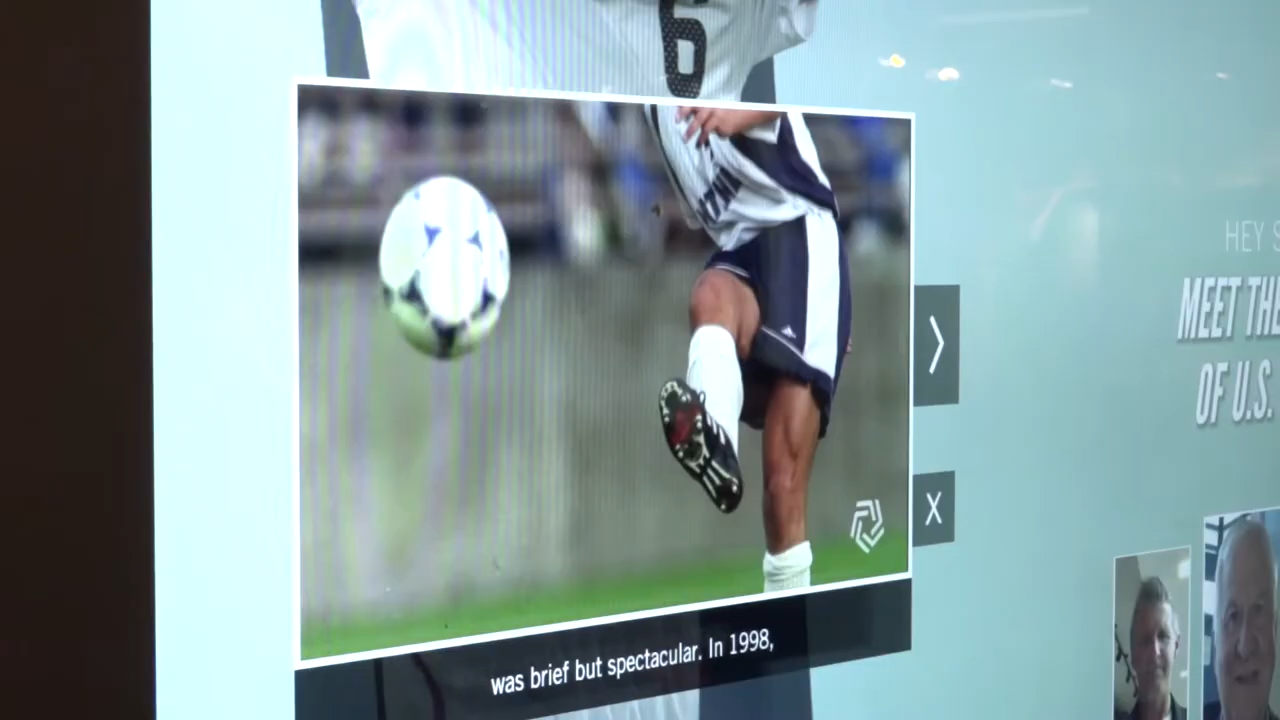 6
HEY
MEET THE
OF U.S.
X
was brief but spectacular. In 1998,